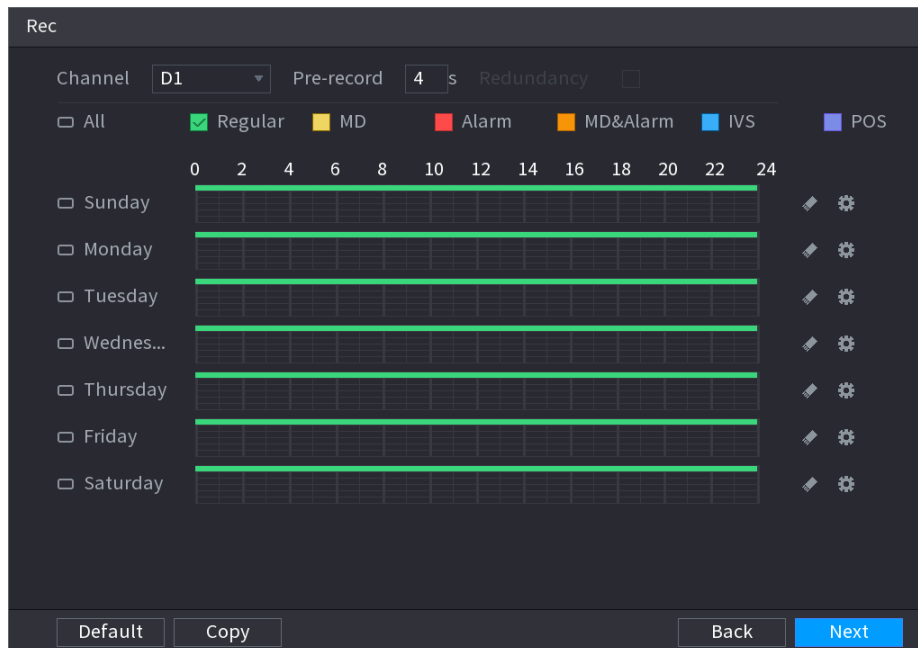 Rec
Channel D1 Pre-record 4 s Redundancy
All Regular MD Alarm MD&Alarm IVS POS
0 2 4 6 8 10 12 14 16 18 20 22 24
Sunday
Monday
Tuesday
Wednes...
Thursday
Friday
Saturday
Default Copy Back Next